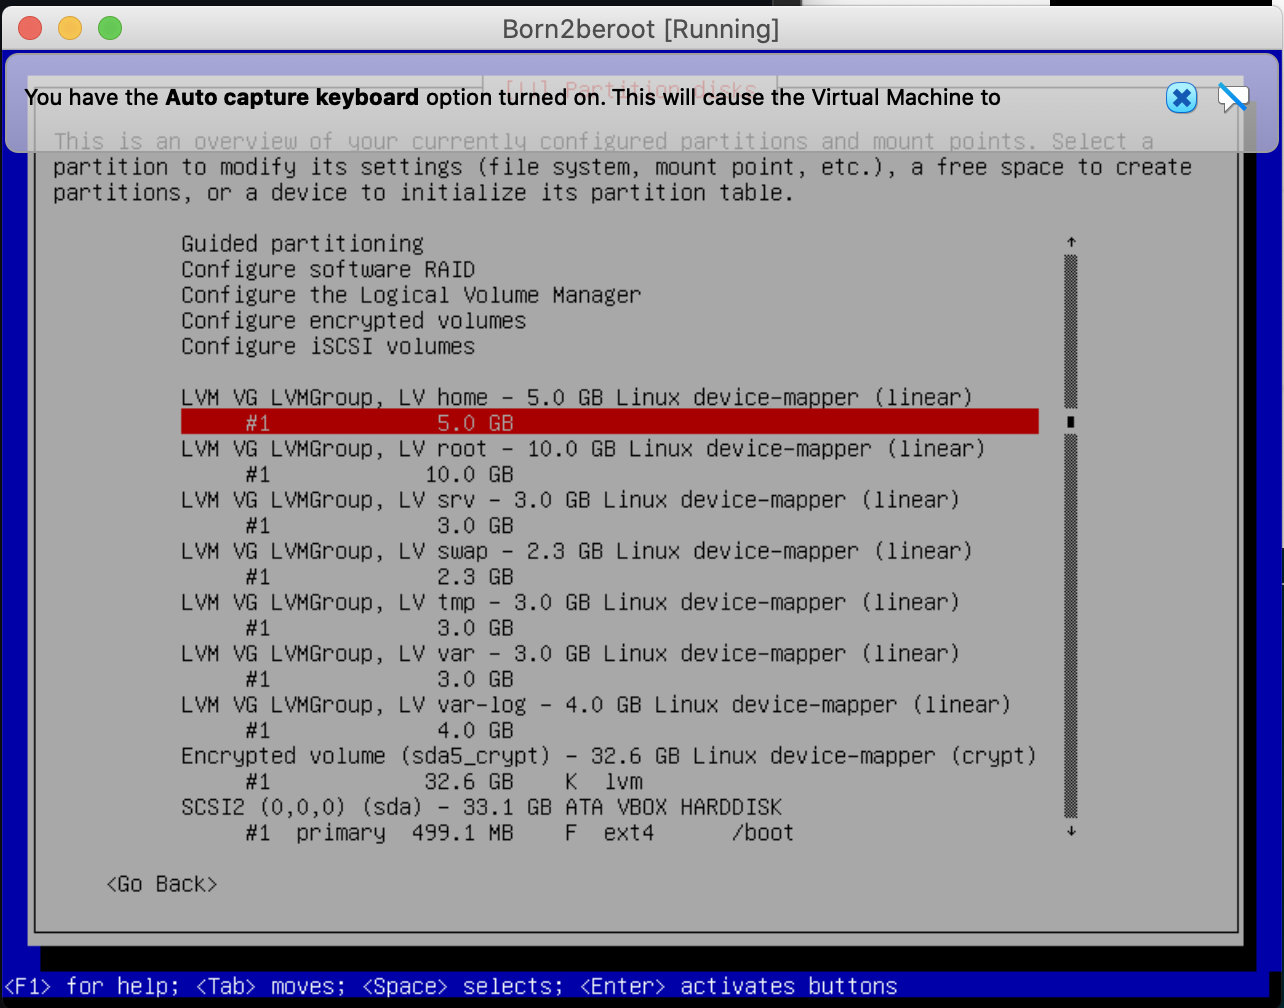 Born2beroot [Running]
[!!] Partition disks
You have the Auto capture keyboard option turned on. This will cause the Virtual Machine to
This is an overview of your currently configured partitions and mount points. Select a
partition to modify its settings (file system, mount point, etc.), a free space to create
partitions, or a device to initialize its partition table.
Guided partitioning
Configure software RAID
Configure the Logical Volume Manager
Configure encrypted volumes
Configure iSCSI volumes
LVM VG LVMGroup, LV home - 5.0 GB Linux device-mapper (linear)
#1 5.0 GB
LVM VG LVMGroup, LV root - 10.0 GB Linux device-mapper (linear)
#1 10.0 GB
LVM VG LVMGroup, LV srv - 3.0 GB Linux device-mapper (linear)
#1 3.0 GB
LVM VG LVMGroup, LV swap - 2.3 GB Linux device-mapper (linear)
#1 2.3 GB
LVM VG LVMGroup, LV tmp - 3.0 GB Linux device-mapper (linear)
#1 3.0 GB
LVM VG LVMGroup, LV var - 3.0 GB Linux device-mapper (linear)
#1 3.0 GB
LVM VG LVMGroup, LV var-log - 4.0 GB Linux device-mapper (linear)
#1 4.0 GB
Encrypted volume (sda5_crypt) - 32.6 GB Linux device-mapper (crypt)
#1 32.6 GB K lvm
SCSI2 (0,0,0) (sda) - 33.1 GB ATA VBOX HARDDISK
#1 primary 499.1 MB F ext4 /boot
<Go Back>
<F1> for help; <Tab> moves; <Space> selects; <Enter> activates buttons